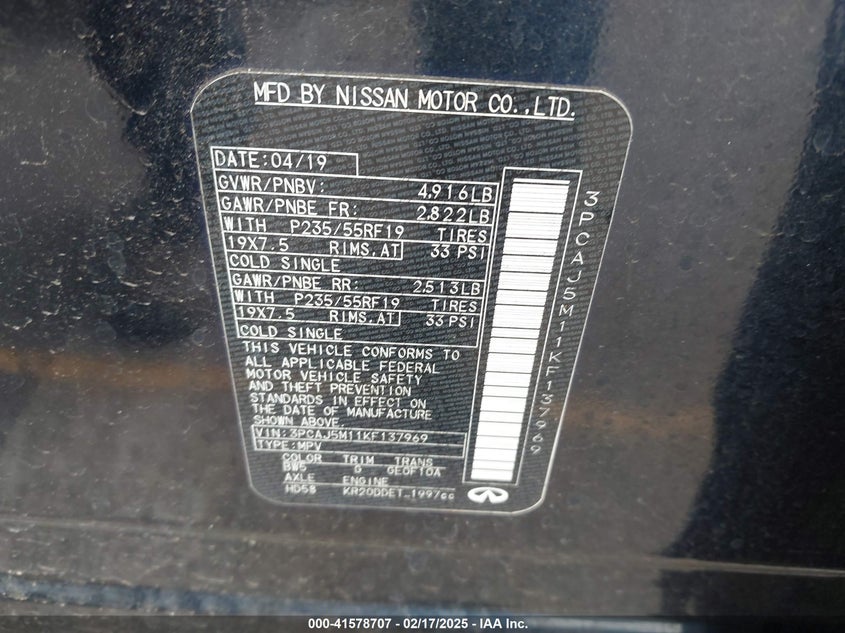 MFD BY NISSAN MOTOR CO.,LTD.
DATE:04/19
GVWR/PNBV: 4,916LB
GAWR/PNBE FR: 2,822LB
WITH P235/55RF19 TIRES
19X7.5 RIMS,AT 33 PSI
COLD SINGLE
GAWR/PNBE RR: 2,513LB
WITH P235/55RF19 TIRES
19X7.5 RIMS,AT 33 PSI
COLD SINGLE
THIS VEHICLE CONFORMS TO
ALL APPLICABLE FEDERAL
MOTOR VEHICLE SAFETY
AND THEFT PREVENTION
STANDARDS IN EFFECT ON
THE DATE OF MANUFACTURE
SHOWN ABOVE.
VIN:3PCAJ5M11KF137969
TYPE:MPV
COLOR TRIM TRANS
BW5 G GE0F10A
AXLE ENGINE
HD58 KR20DDET 1997cc
3PCAJ5M11KF137969
000-41578707 - 02/17/2025 - IAA Inc.